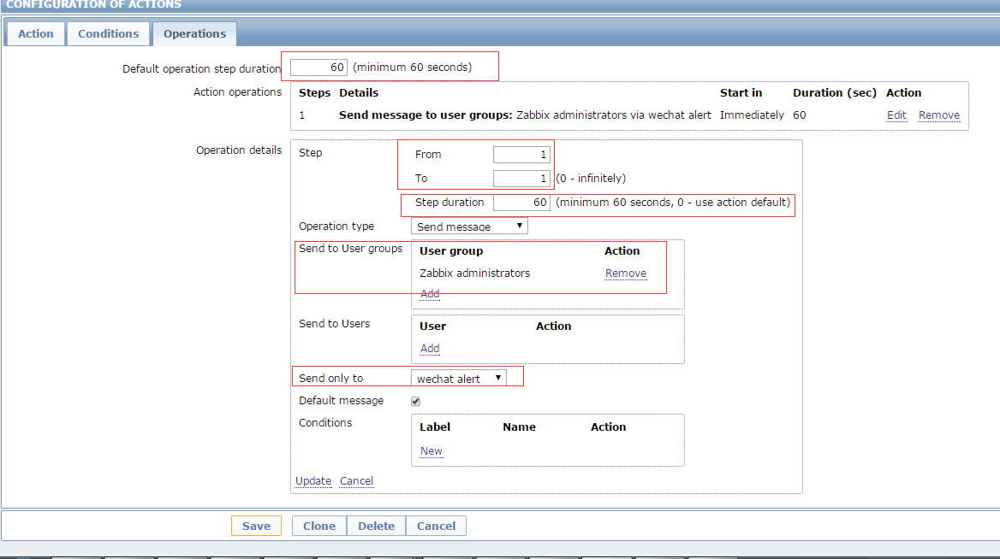 CONFIGURATION OF ACTIONS
Action Conditions Operations
Default operation step duration 60 (minimum 60 seconds)
Action operations Steps Details Start in Duration (sec) Action
1 Send message to user groups: Zabbix administrators via wechat alert Immediately 60 Edit Remove
Operation details Step From 1
To 1 (0 - infinitely)
Step duration 60 (minimum 60 seconds, 0 - use action default)
Operation type Send message
Send to User groups User group Action
Zabbix administrators Remove
Add
Send to Users User Action
Add
Send only to wechat alert
Default message
Conditions Label Name Action
New
Update Cancel
Save Clone Delete Cancel